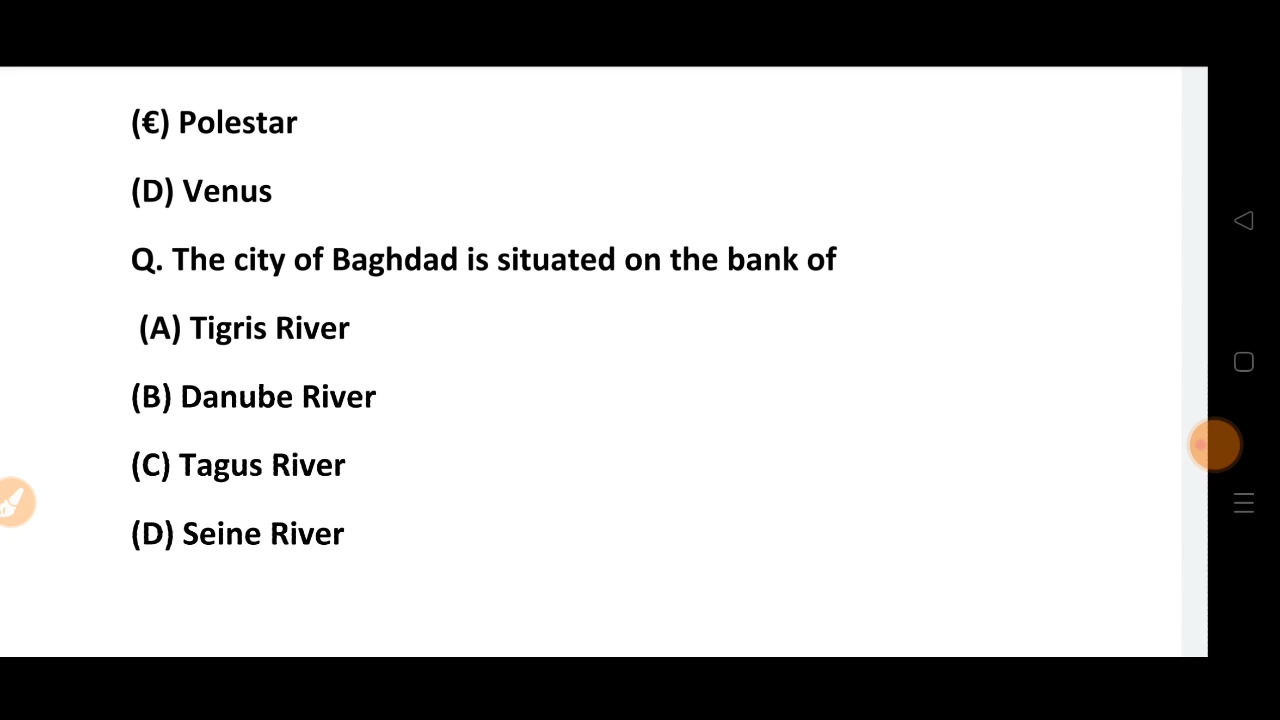 (€) Polestar
(D) Venus
Q. The city of Baghdad is situated on the bank of
(A) Tigris River
(B) Danube River
(C) Tagus River
(D) Seine River